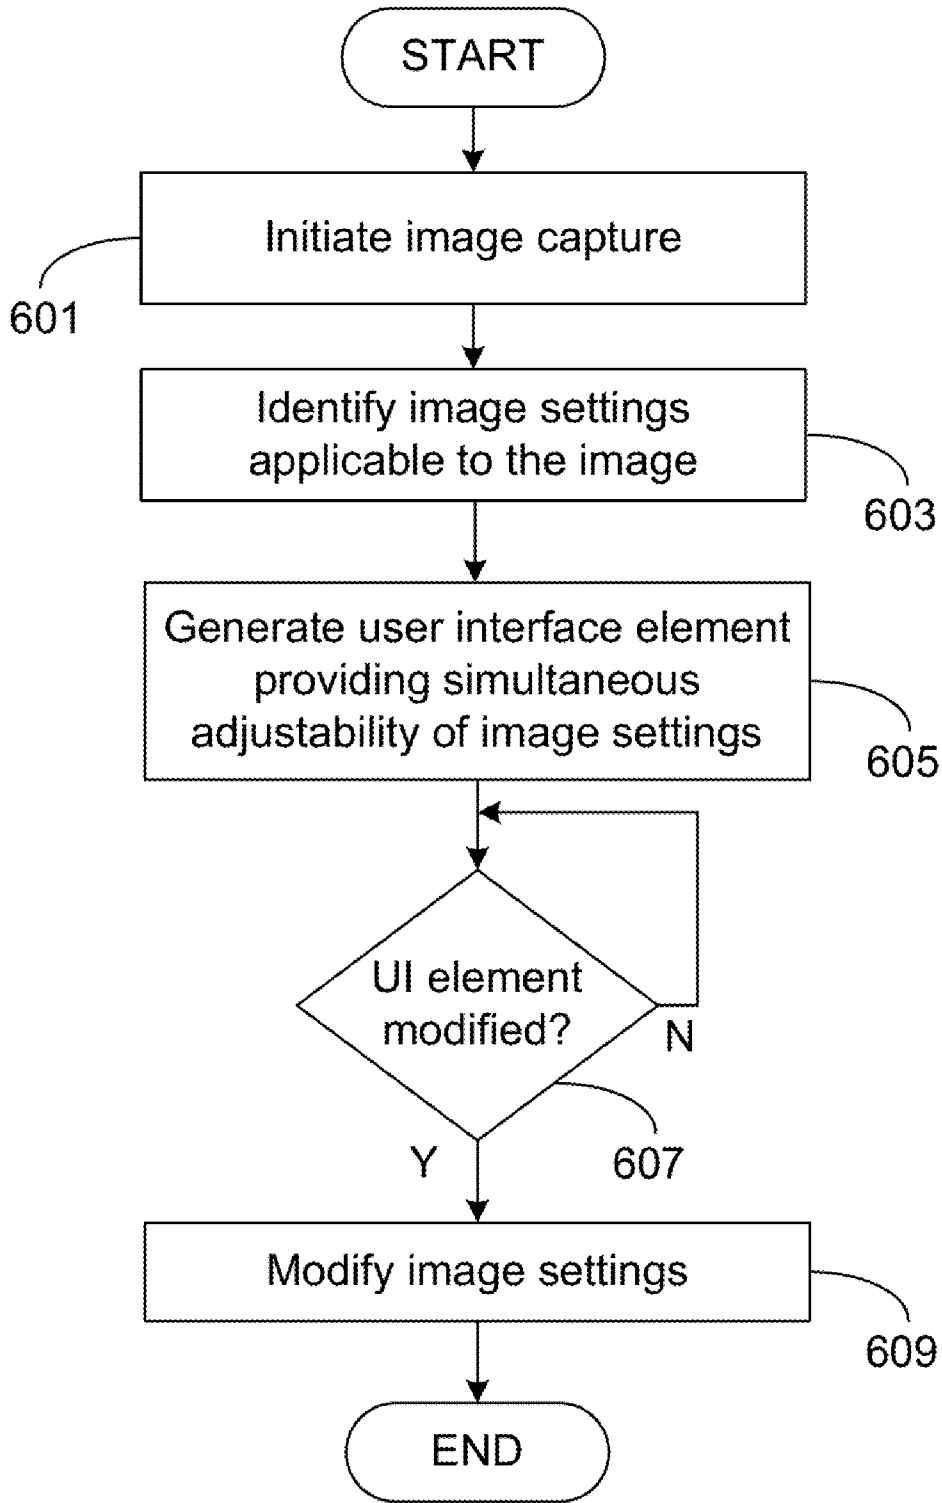 START
Initiate image capture
601
Identify image settings
applicable to the image
603
Generate user interface element
providing simultaneous
adjustability of image settings
605
UI element
modified?
N
Y
607
Modify image settings
609
END